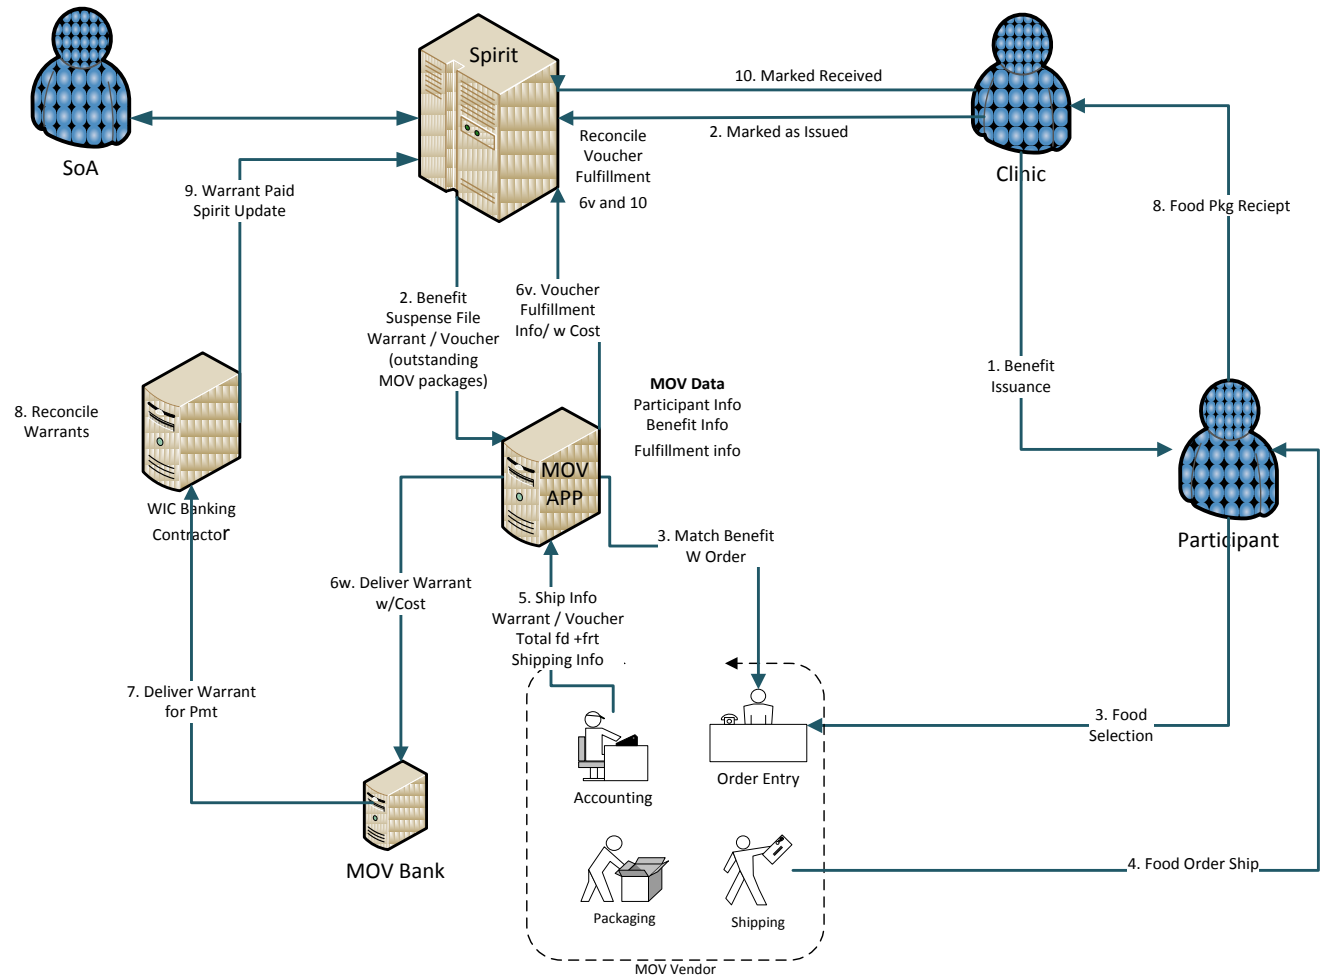 Spirit
10. Marked Received
2. Marked as Issued
Reconcile
Voucher
Fulfillment
6v and 10
SoA
Clinic
9. Warrant Paid
Spirit Update
8. Food Pkg Reciept
2. Benefit
Suspense File
Warrant / Voucher
(outstanding
MOV packages)
6v. Voucher
Fulfillment
Info/ w Cost
1. Benefit
Issuance
MOV Data
Participant Info
Benefit Info
Fulfillment info
8. Reconcile
Warrants
MOV
APP
WIC Banking
Contractor
3. Match Benefit
W Order
Participant
6w. Deliver Warrant
w/Cost
5. Ship Info
Warrant / Voucher
Total fd +frt
Shipping Info
7. Deliver Warrant
for Pmt
3. Food
Selection
Order Entry
Accounting
MOV Bank
4. Food Order Ship
Packaging
Shipping
MOV Vendor